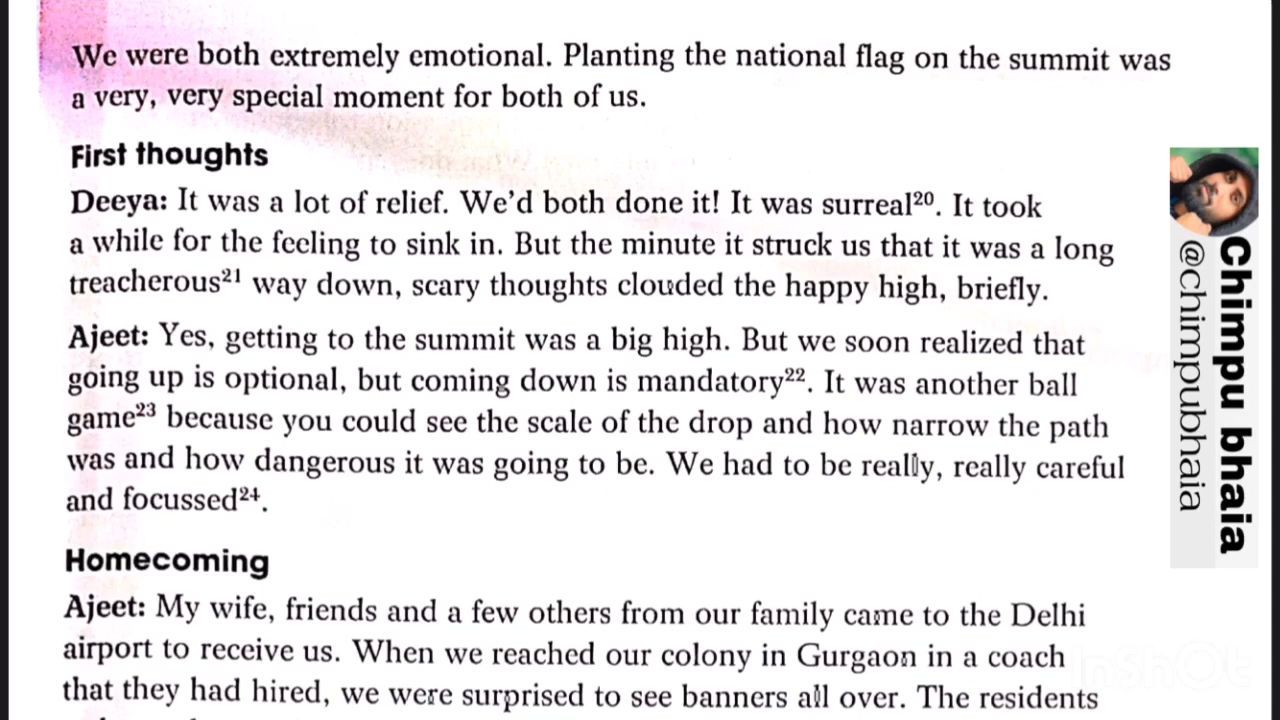 We were both extremely emotional. Planting the national flag on the summit was
a very, very special moment for both of us.
First thoughts
Deeya: It was a lot of relief. We'd both done it! It was surreal²⁰. It took
a while for the feeling to sink in. But the minute it struck us that it was a long
treacherous²¹ way down, scary thoughts clouded the happy high, briefly.
Ajeet: Yes, getting to the summit was a big high. But we soon realized that
going up is optional, but coming down is mandatory²². It was another ball
game²³ because you could see the scale of the drop and how narrow the path
was and how dangerous it was going to be. We had to be really, really careful
and focussed²⁴.
Homecoming
Ajeet: My wife, friends and a few others from our family came to the Delhi
airport to receive us. When we reached our colony in Gurgaon in a coach
that they had hired, we were surprised to see banners all over. The residents
Chimpu bhaia
@chimpubhaia
InShOt